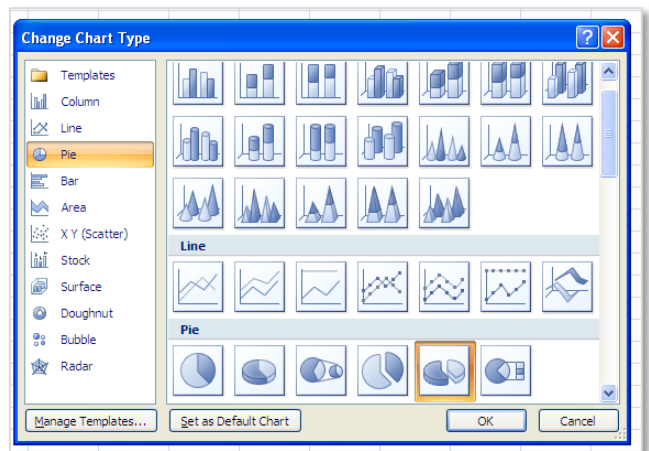 Change Chart Type
?
Templates
Column
Line
Pie
Bar
Area
X Y (Scatter)
Stock
Surface
Doughnut
Bubble
Radar
Line
Pie
Manage Templates...
Set as Default Chart
OK
Cancel